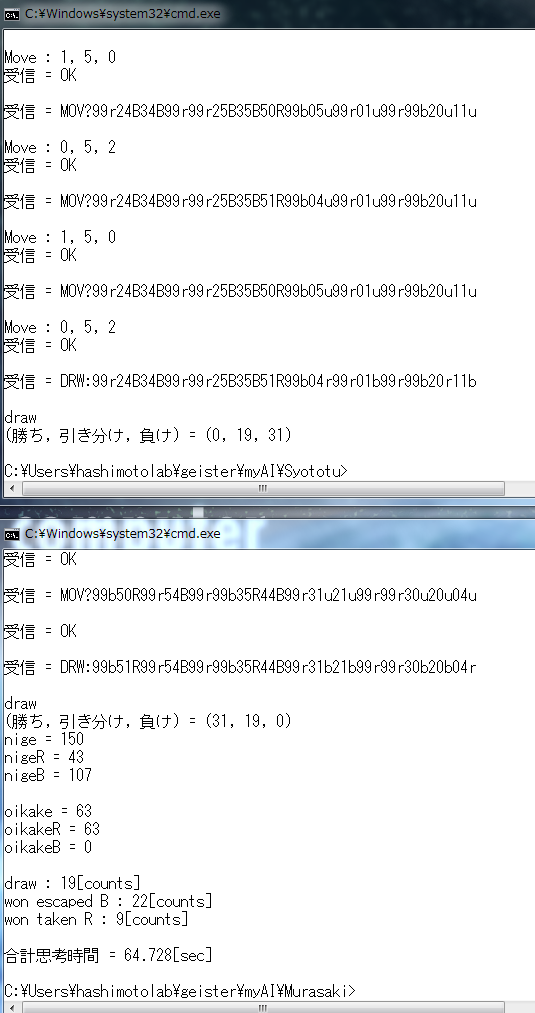 C:¥Windows¥system32¥cmd.exe
Move : 1, 5, 0
受信 = OK
受信 = MOV?99r24B34B99r99r25B35B50R99b05u99r01u99r99b20u11u
Move : 0, 5, 2
受信 = OK
受信 = MOV?99r24B34B99r99r25B35B51R99b04u99r01u99r99b20u11u
Move : 1, 5, 0
受信 = OK
受信 = MOV?99r24B34B99r99r25B35B50R99b05u99r01u99r99b20u11u
Move : 0, 5, 2
受信 = OK
受信 = DRW:99r24B34B99r99r25B35B51R99b04r99r01b99r99b20r11b
draw
(勝ち, 引き分け, 負け) = (0, 19, 31)
C:¥Users¥hashimotolab¥geister¥myAI¥Syototu>
C:¥Windows¥system32¥cmd.exe
受信 = OK
受信 = MOV?99b50R99r54B99r99b35R44B99r31u21u99r99r30u20u04u
受信 = OK
受信 = DRW:99b51R99r54B99r99b35R44B99r31b21b99r99r30b20b04r
draw
(勝ち, 引き分け, 負け) = (31, 19, 0)
nige = 150
nigeR = 43
nigeB = 107
oikake = 63
oikakeR = 63
oikakeB = 0
draw : 19[counts]
won escaped B : 22[counts]
won taken R : 9[counts]
合計思考時間 = 64.728[sec]
C:¥Users¥hashimotolab¥geister¥myAI¥Murasaki>